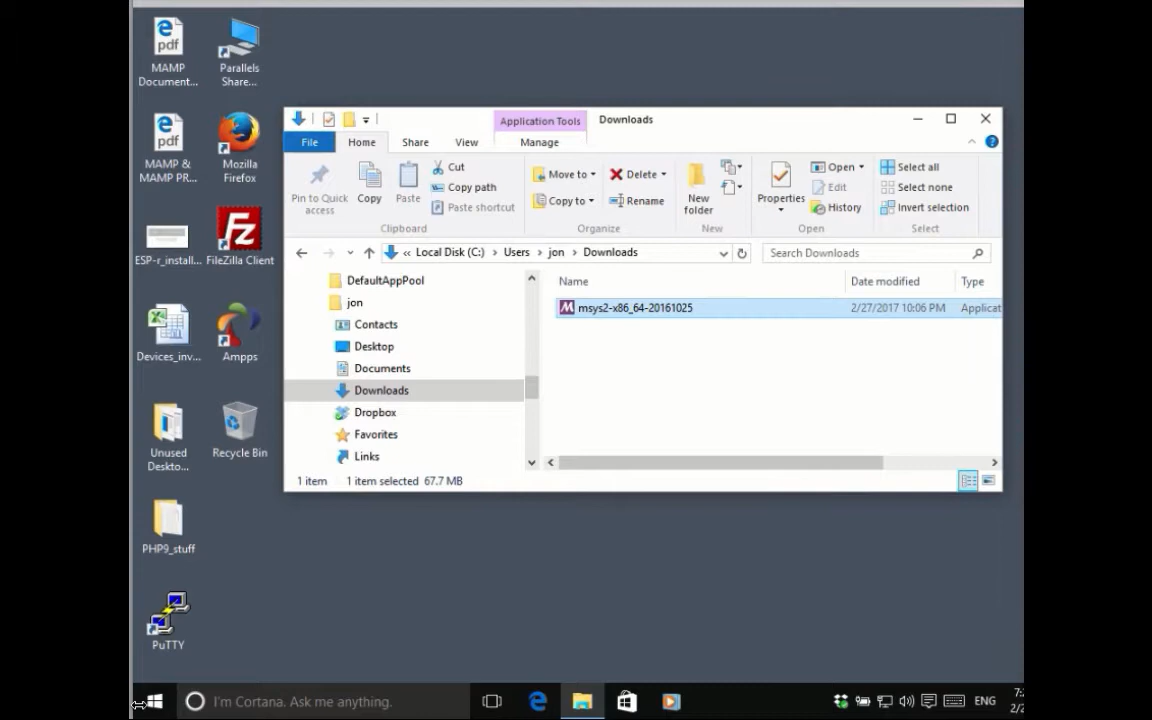 pdf
MAMP
Document...
Parallels
Share...
pdf
MAMP &
MAMP PR...
Mozilla
Firefox
ESP-r_install...
FileZilla Client
Devices_inv...
Ampps
Unused
Deskto...
Recycle Bin
PHP9_stuff
PuTTY
Application Tools
Downloads
File
Home
Share
View
Manage
Pin to Quick
access
Copy
Paste
Cut
Copy path
Paste shortcut
Clipboard
Move to
Copy to
Delete
Rename
Organize
New
folder
New
Properties
Open
Edit
History
Open
Select all
Select none
Invert selection
Select
« Local Disk (C:) › Users › jon › Downloads
Search Downloads
DefaultAppPool
jon
Contacts
Desktop
Documents
Downloads
Dropbox
Favorites
Links
Name
Date modified
Type
msys2-x86_64-20161025
2/27/2017 10:06 PM
Applicat
1 item
1 item selected 67.7 MB
I'm Cortana. Ask me anything.
ENG
7:
2/